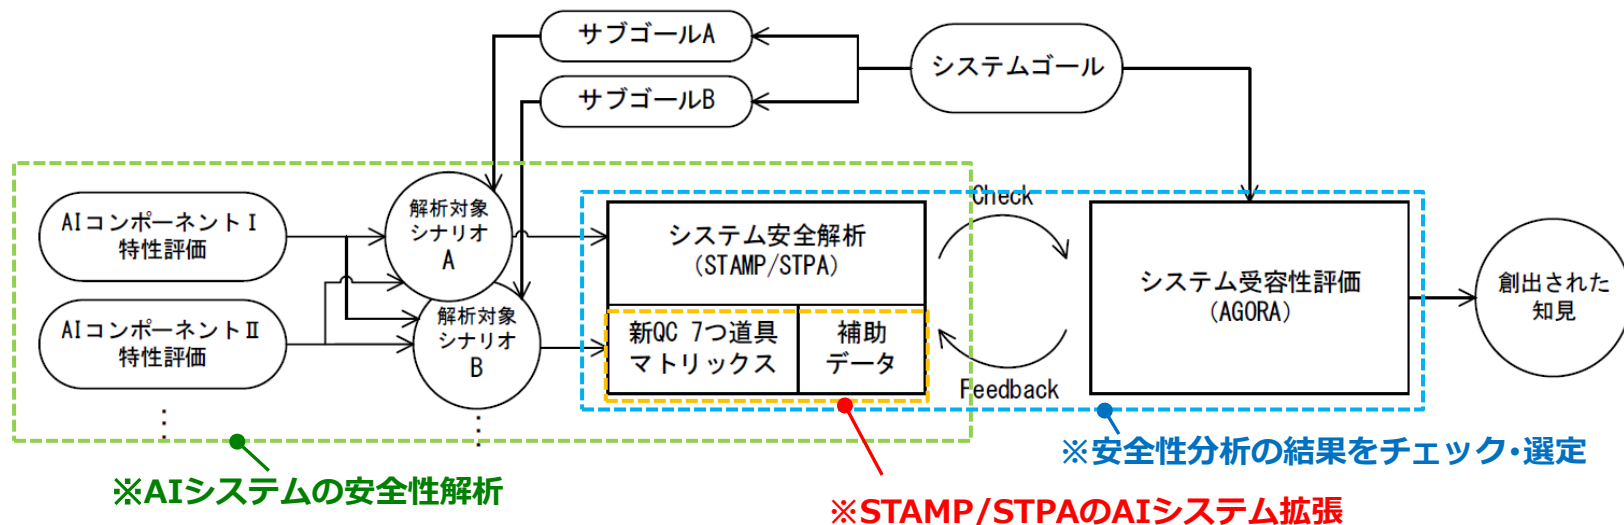 サブゴールA
システムゴール
サブゴールB
AIコンポーネントⅠ
特性評価
解析対象
シナリオ
A
システム安全解析
(STAMP/STPA)
Check
システム受容性評価
(AGORA)
創出された
知見
AIコンポーネントⅡ
特性評価
解析対象
シナリオ
B
新QC 7つ道具
マトリックス
補助
データ
Feedback
⋮
⋮
※安全性分析の結果をチェック・選定
※AIシステムの安全性解析
※STAMP/STPAのAIシステム拡張